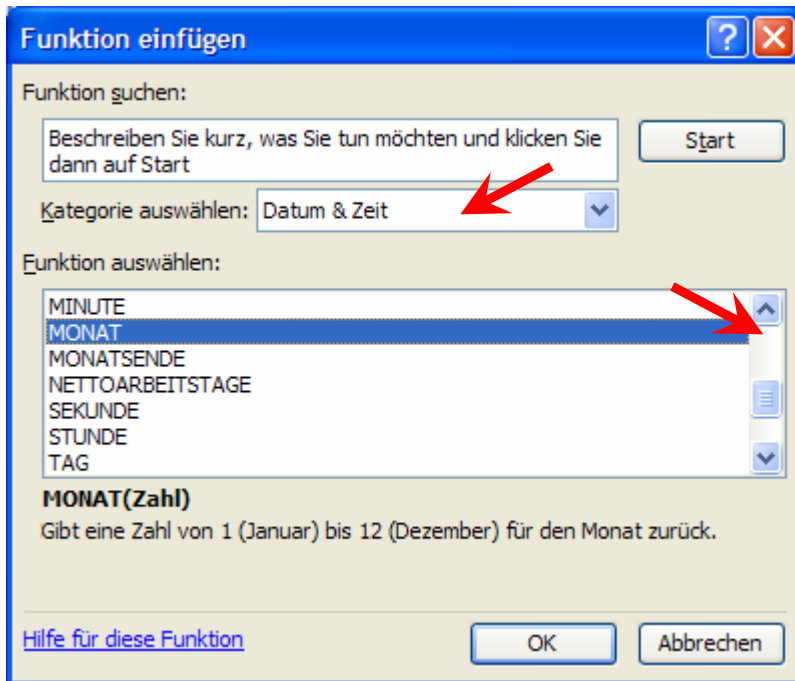 Funktion einfügen
Funktion suchen:
Beschreiben Sie kurz, was Sie tun möchten und klicken Sie
dann auf Start
Start
Kategorie auswählen: Datum & Zeit
Funktion auswählen:
MINUTE
MONAT
MONATSENDE
NETTOARBEITSTAGE
SEKUNDE
STUNDE
TAG
MONAT(Zahl)
Gibt eine Zahl von 1 (Januar) bis 12 (Dezember) für den Monat zurück.
Hilfe für diese Funktion
OK
Abbrechen